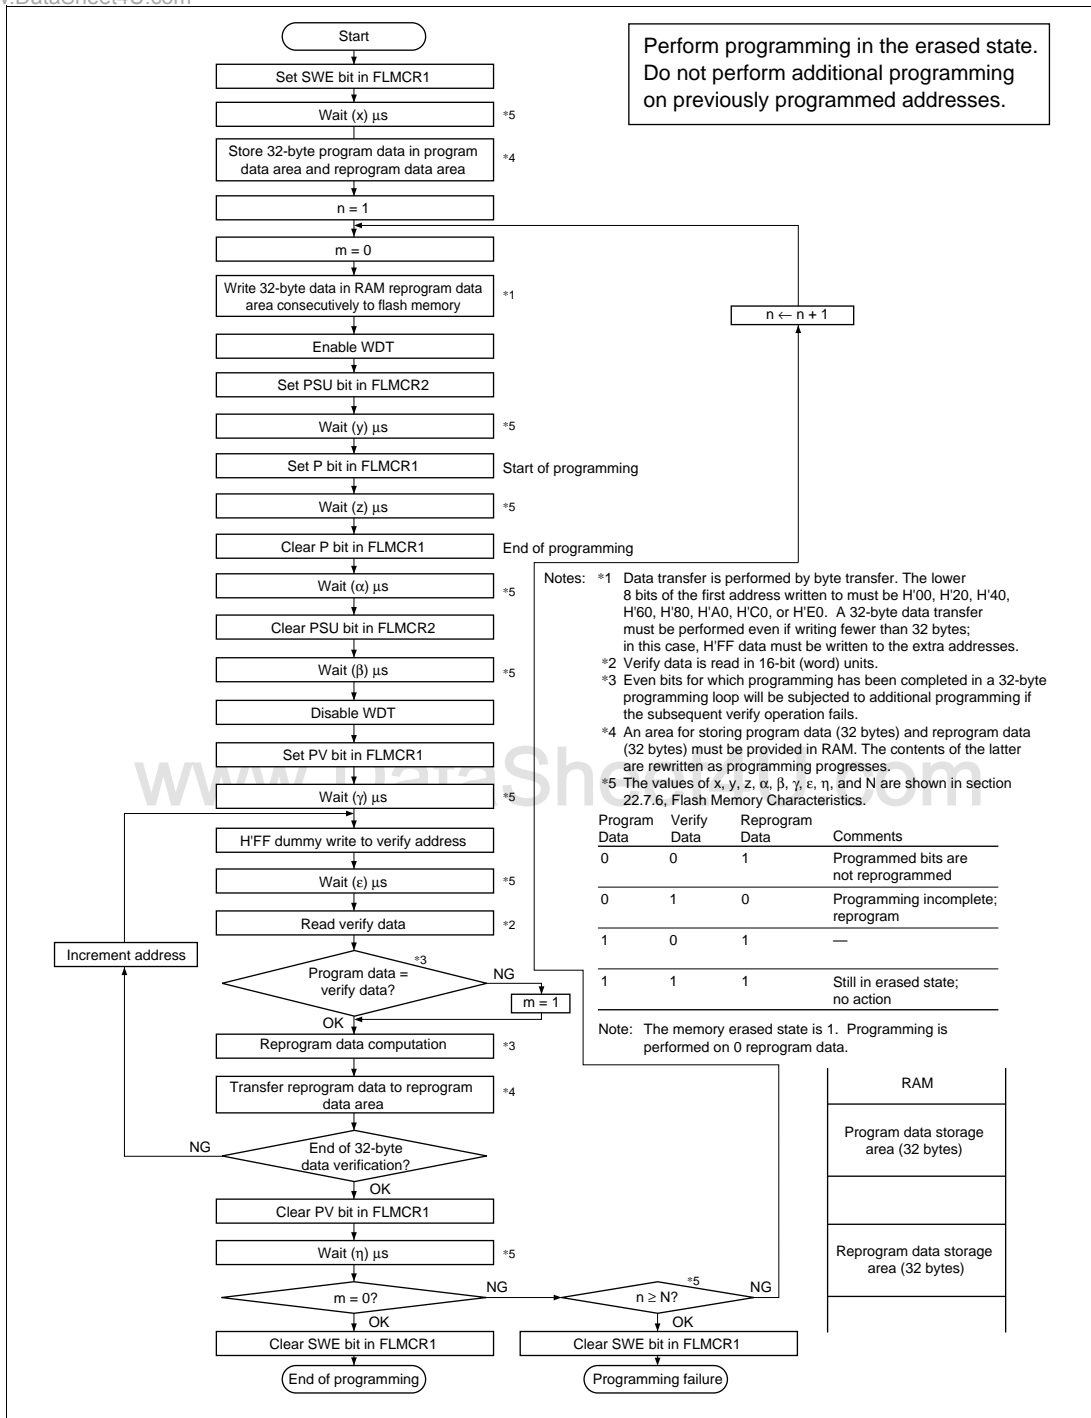 w.DataSheet4U.com
Start
Perform programming in the erased state.
Do not perform additional programming
on previously programmed addresses.
Set SWE bit in FLMCR1
Wait (x) μs
*5
Store 32-byte program data in program
data area and reprogram data area
*4
n = 1
m = 0
Write 32-byte data in RAM reprogram data
area consecutively to flash memory
*1
n ← n + 1
Enable WDT
Set PSU bit in FLMCR2
Wait (y) μs
*5
Set P bit in FLMCR1
Start of programming
Wait (z) μs
*5
Clear P bit in FLMCR1
End of programming
Wait (α) μs
*5
Clear PSU bit in FLMCR2
Wait (β) μs
*5
Disable WDT
Set PV bit in FLMCR1
Wait (γ) μs
*5
H'FF dummy write to verify address
Wait (ε) μs
*5
Read verify data
*2
Increment address
*3
Program data =
verify data?
NG
m = 1
OK
Reprogram data computation
*3
Transfer reprogram data to reprogram
data area
*4
NG
End of 32-byte
data verification?
OK
Clear PV bit in FLMCR1
Wait (η) μs
*5
m = 0?
NG
*5
n ≥ N?
NG
OK
OK
Clear SWE bit in FLMCR1
Clear SWE bit in FLMCR1
End of programming
Programming failure
Notes: *1 Data transfer is performed by byte transfer. The lower
8 bits of the first address written to must be H'00, H'20, H'40,
H'60, H'80, H'A0, H'C0, or H'E0. A 32-byte data transfer
must be performed even if writing fewer than 32 bytes;
in this case, H'FF data must be written to the extra addresses.
*2 Verify data is read in 16-bit (word) units.
*3 Even bits for which programming has been completed in a 32-byte
programming loop will be subjected to additional programming if
the subsequent verify operation fails.
*4 An area for storing program data (32 bytes) and reprogram data
(32 bytes) must be provided in RAM. The contents of the latter
are rewritten as programming progresses.
*5 The values of x, y, z, α, β, γ, ε, η, and N are shown in section
22.7.6, Flash Memory Characteristics.
www.DataSheet4U.com
Program Verify Reprogram
Data Data Data Comments
0 0 1 Programmed bits are
not reprogrammed
0 1 0 Programming incomplete;
reprogram
1 0 1 —
1 1 1 Still in erased state;
no action
Note: The memory erased state is 1. Programming is
performed on 0 reprogram data.
RAM
Program data storage
area (32 bytes)
Reprogram data storage
area (32 bytes)